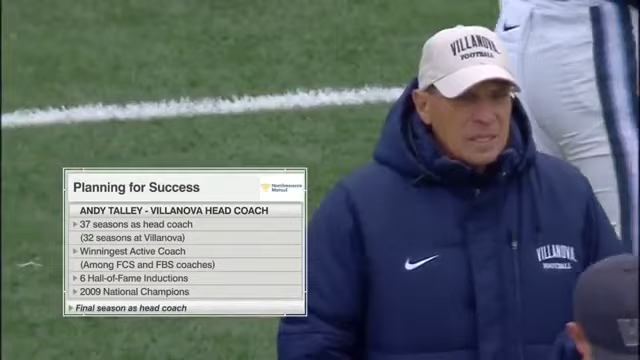 VILLANOVA
FOOTBALL
Planning for Success
Northwestern
Mutual
ANDY TALLEY - VILLANOVA HEAD COACH
37 seasons as head coach
(32 seasons at Villanova)
Winningest Active Coach
(Among FCS and FBS coaches)
6 Hall-of-Fame Inductions
2009 National Champions
Final season as head coach
VILLANOVA
FOOTBALL